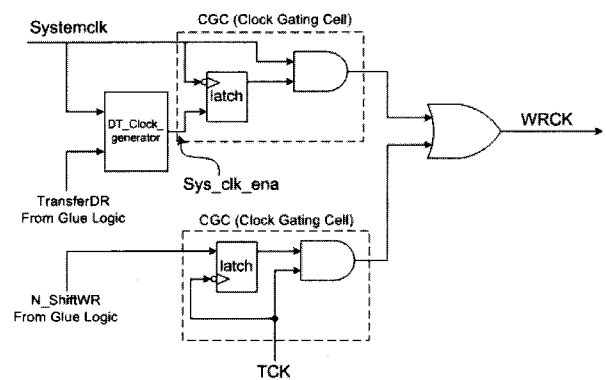 CGC (Clock Gating Cell)
Systemclk
latch
DT_Clock_
generator
WRCK
Sys_clk_ena
TransferDR
From Glue Logic
CGC (Clock Gating Cell)
latch
N_ShiftWR
From Glue Logic
TCK